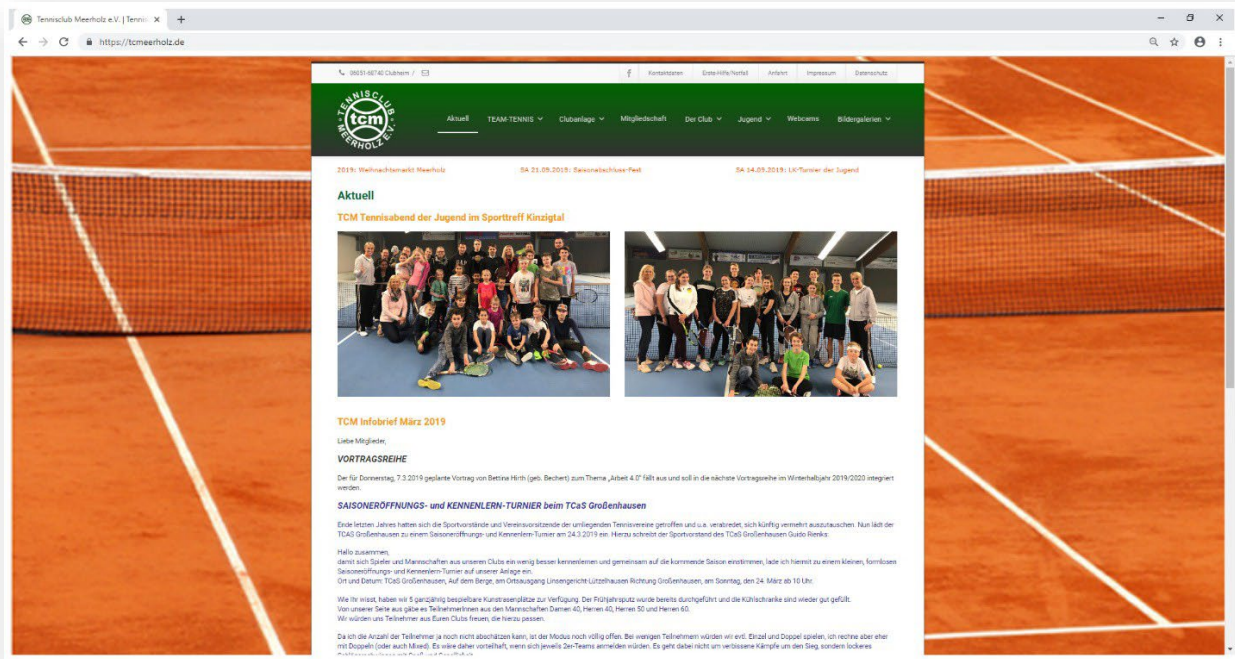 Tennisclub Meerholz e.V. | Tennis
https://tcmeerholz.de
06051-68740 Clubheim /
Kontaktdaten Erste-Hilfe/Notfall Anfahrt Impressum Datenschutz
TENNISCLUB
tcm
MEERHOLZ E.V.
Aktuell TEAM-TENNIS Clubanlage Mitgliedschaft Der Club Jugend Webcams Bildergalerien
2019: Weihnachtsmarkt Meerholz SA 21.09.2019: Saisonabschluss-Fest SA 14.09.2019: LK-Turnier der Jugend
Aktuell
TCM Tennisabend der Jugend im Sporttreff Kinzigtal
TCM Infobrief März 2019
Liebe Mitglieder,
VORTRAGSREIHE
Der für Donnerstag, 7.3.2019 geplante Vortrag von Bettina Hirth (geb. Bechert) zum Thema „Arbeit 4.0" fällt aus und soll in die nächste Vortragsreihe im Winterhalbjahr 2019/2020 integriert
werden.
SAISONERÖFFNUNGS- und KENNENLERN-TURNIER beim TCaS Großenhausen
Ende letzten Jahres hatten sich die Sportvorstände und Vereinsvorsitzende der umliegenden Tennisvereine getroffen und u.a. verabredet, sich künftig vermehrt auszutauschen. Nun lädt der
TCAS Großenhausen zu einem Saisoneröffnungs- und Kennenlern-Turnier am 24.3.2019 ein. Hierzu schreibt der Sportvorstand des TCaS Großenhausen Guido Rieniks:
Hallo zusammen,
damit sich Spieler und Mannschaften aus unseren Clubs ein wenig besser kennenlernen und gemeinsam auf die kommende Saison einstimmen, lade ich hiermit zu einem kleinen, formlosen
Saisoneröffnungs- und Kennenlern-Turnier auf unserer Anlage ein.
Ort und Datum: TCaS Großenhausen, Auf dem Berge, am Ortsausgang Linsengericht-Lützelhausen Richtung Großenhausen, am Sonntag, den 24. März ab 10 Uhr.
Wie Ihr wisst, haben wir 5 ganzjährig bespielbare Kunstrasenplätze zur Verfügung. Der Frühjahrsputz wurde bereits durchgeführt und die Kühlschränke sind wieder gut gefüllt.
Von unserer Seite aus gäbe es TeilnehmerInnen aus den Mannschaften Damen 40, Herren 40, Herren 50 und Herren 60.
Wir würden uns Teilnehmer aus Euren Clubs freuen, die hierzu passen.
Da ich die Anzahl der Teilnehmer ja noch nicht abschätzen kann, ist der Modus noch völlig offen. Bei wenigen Teilnehmern würden wir evtl. Einzel und Doppel spielen, ich rechne aber eher
mit Doppeln (oder auch Mixed). Es wäre daher vorteilhaft, wenn sich jeweils 2er-Teams anmelden würden. Es geht dabei nicht um verbissene Kämpfe um den Sieg, sondern lockeres